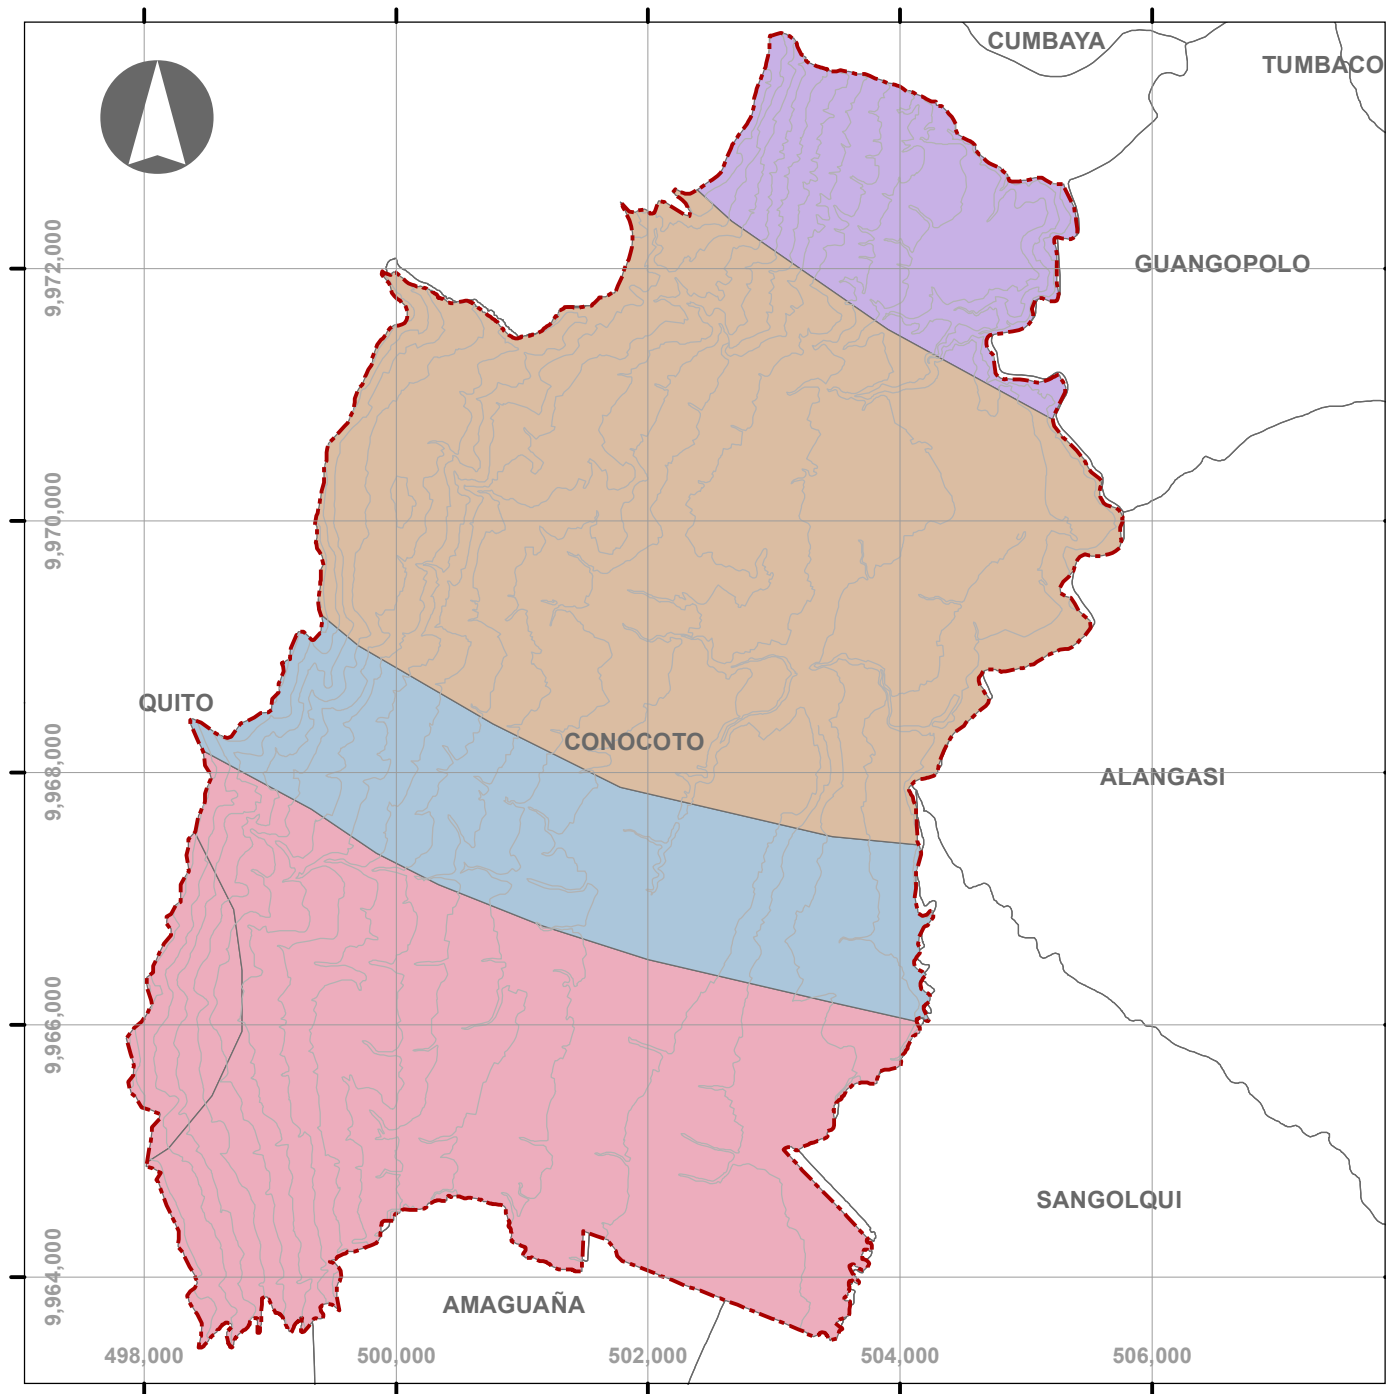 CUMBAYA
TUMBACO
9,972,000
GUANGOPOLO
9,970,000
QUITO
CONOCOTO
9,968,000
ALANGASI
9,966,000
SANGOLQUI
9,964,000
AMAGUAÑA
498,000 500,000 502,000 504,000 506,000